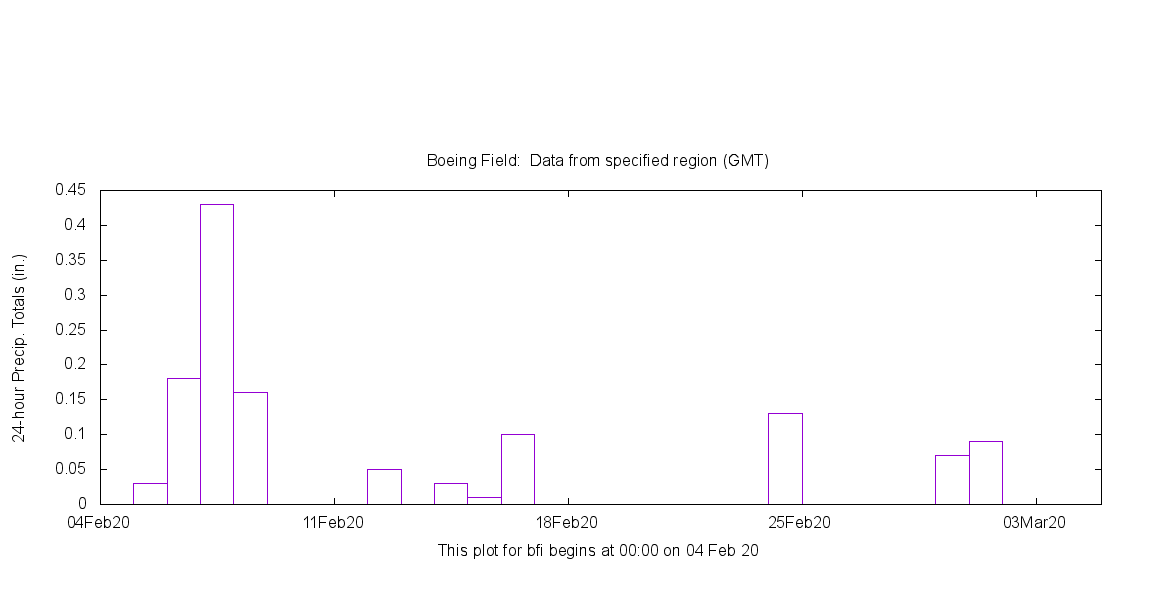 Boeing Field:  Data from specified region (GMT)
24-hour Precip. Totals (in.)
0.45
0.4
0.35
0.3
0.25
0.2
0.15
0.1
0.05
0
04Feb20 11Feb20 18Feb20 25Feb20 03Mar20
This plot for bfi begins at 00:00 on 04 Feb 20